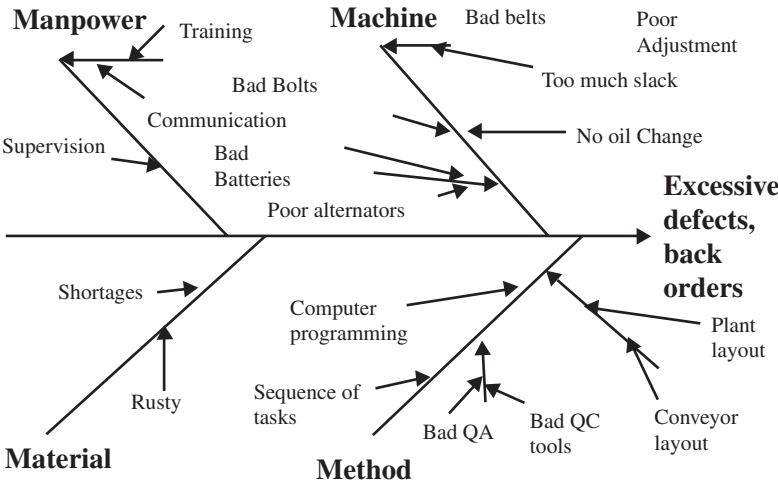 Manpower
Training
Bad Bolts
Communication
Supervision
Bad
Batteries
Poor alternators
Machine
Bad belts
Poor
Adjustment
Too much slack
No oil Change
Excessive
defects,
back
orders
Shortages
Rusty
Material
Computer
programming
Sequence of
tasks
Bad QA
Bad QC
tools
Plant
layout
Conveyor
layout
Method